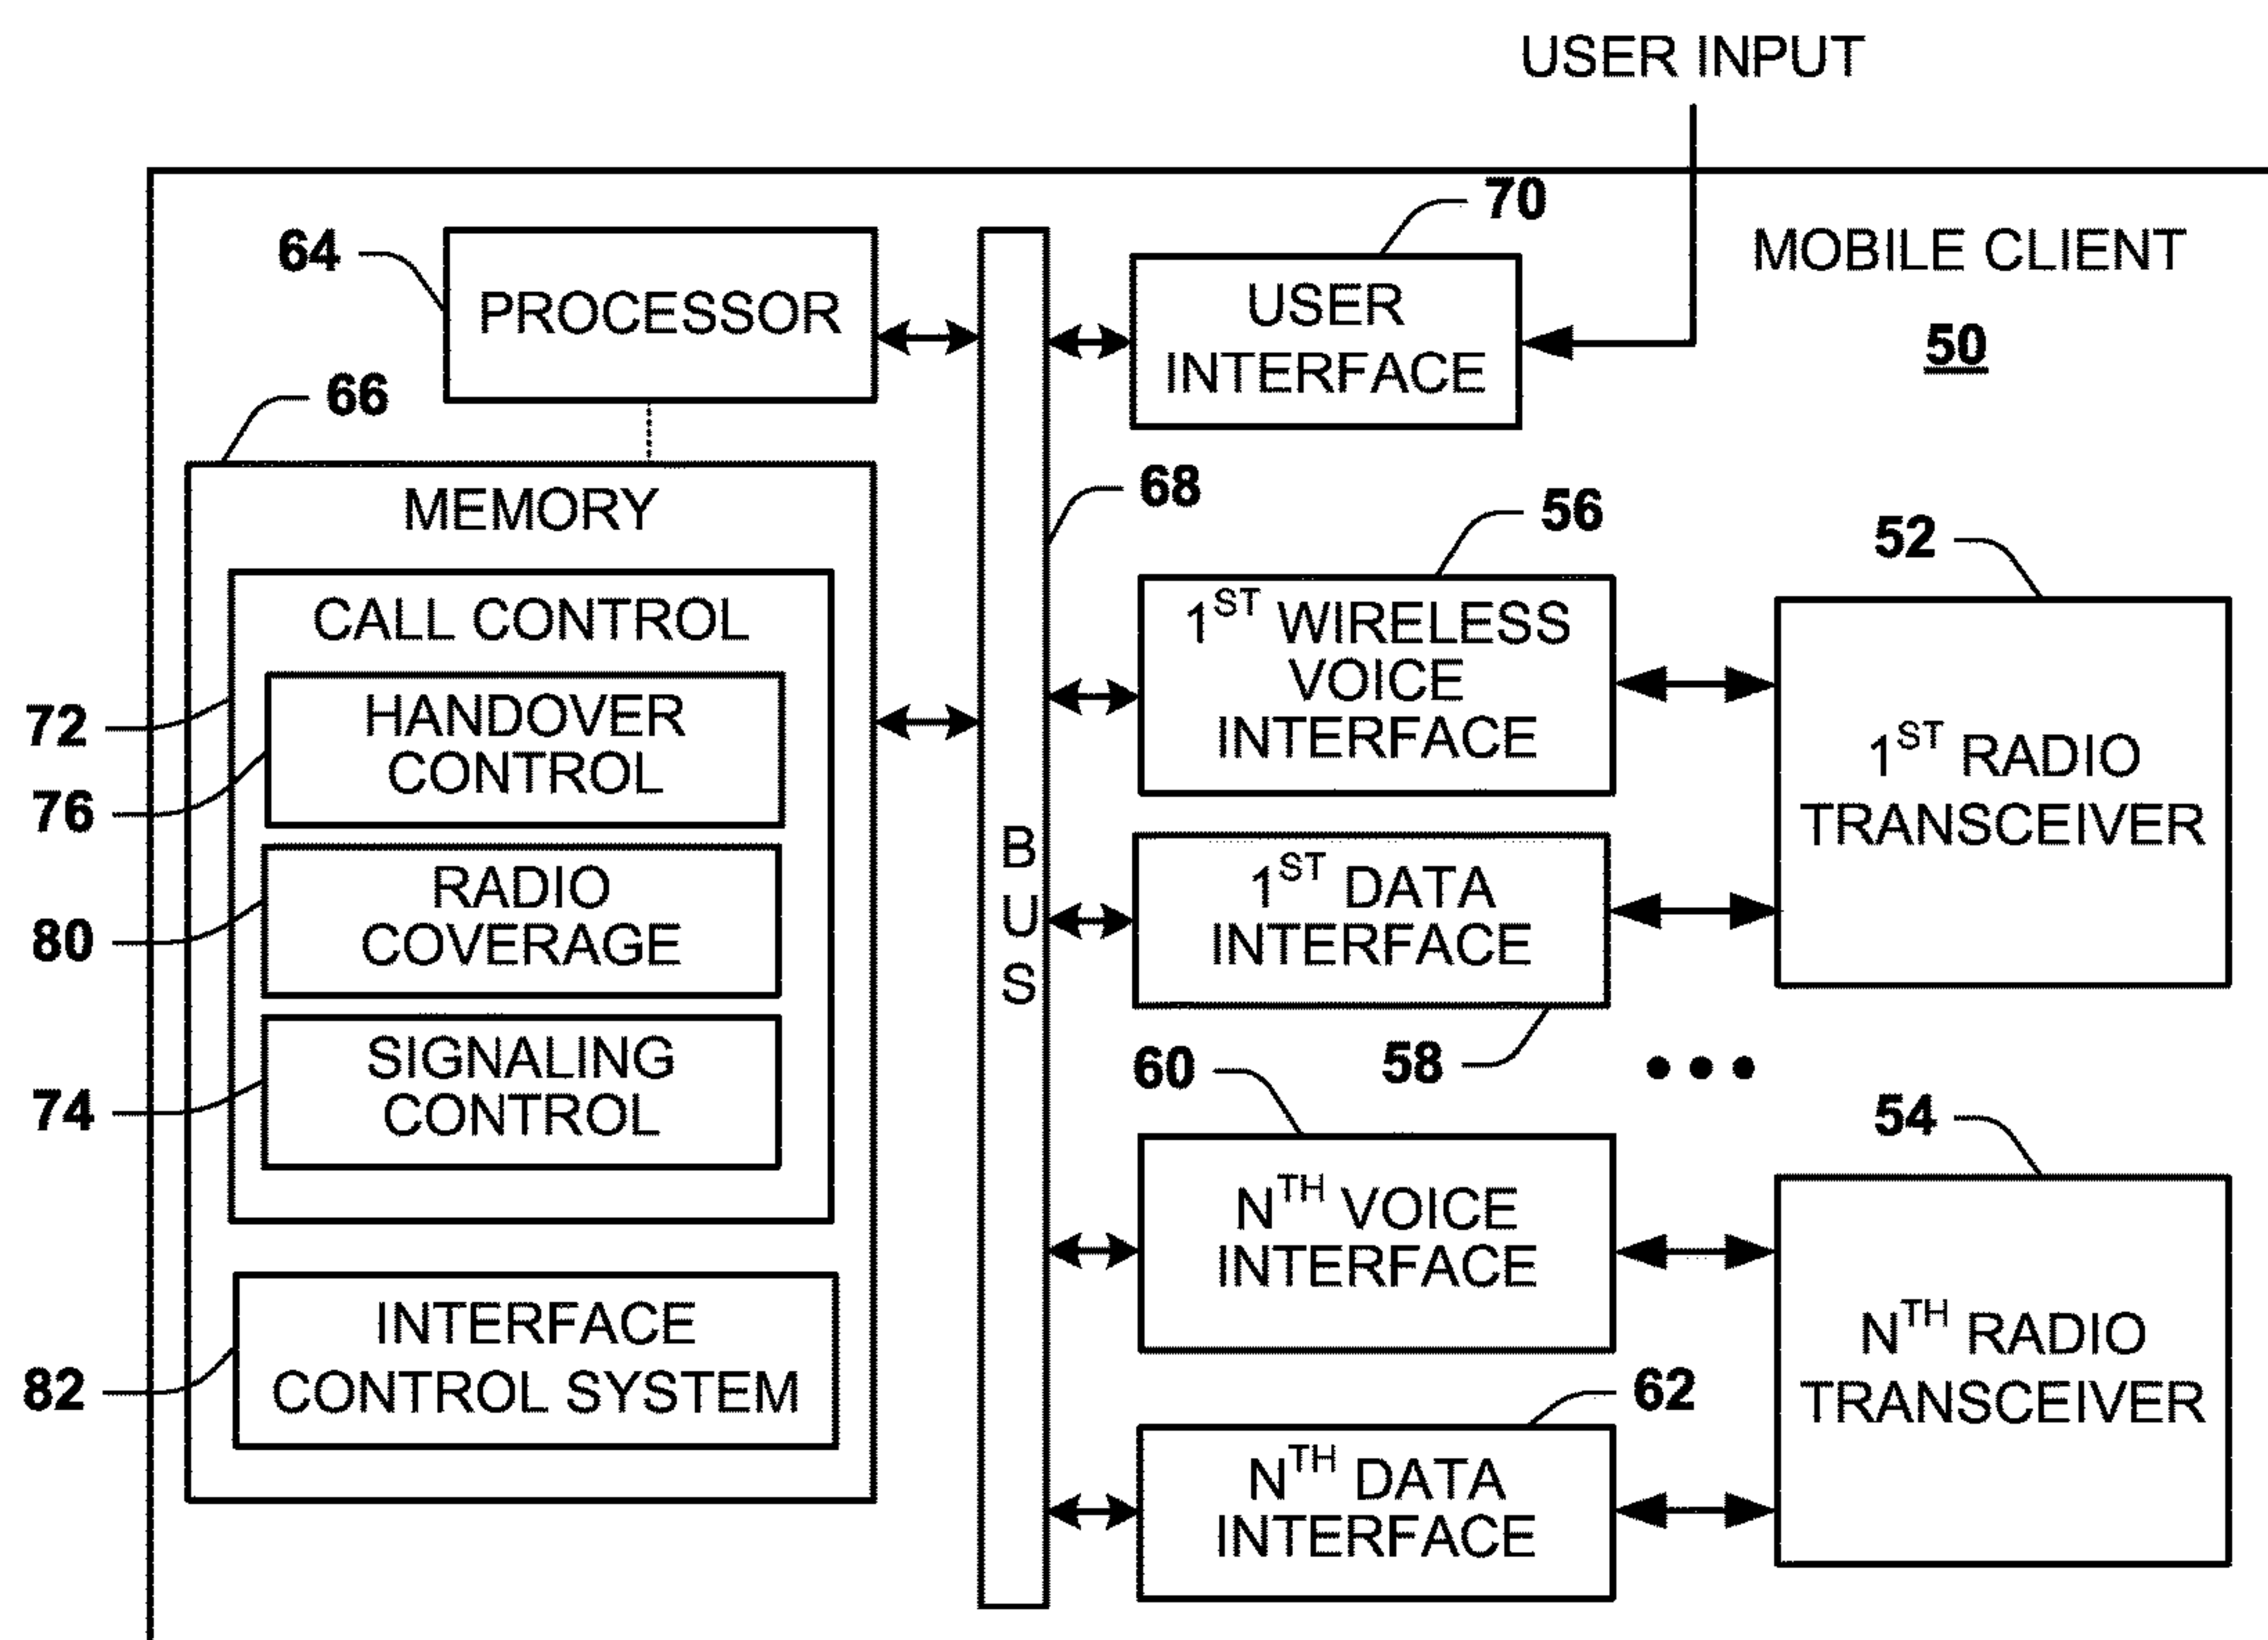 USER INPUT
MOBILE CLIENT
50
70
USER
INTERFACE
64
PROCESSOR
66
MEMORY
CALL CONTROL
72
HANDOVER
CONTROL
76
RADIO
COVERAGE
80
SIGNALING
CONTROL
74
INTERFACE
CONTROL SYSTEM
82
68
B
U
S
56
1ST WIRELESS
VOICE
INTERFACE
1ST DATA
INTERFACE
58
60
NTH VOICE
INTERFACE
62
NTH DATA
INTERFACE
52
1ST RADIO
TRANSCEIVER
•••
54
NTH RADIO
TRANSCEIVER